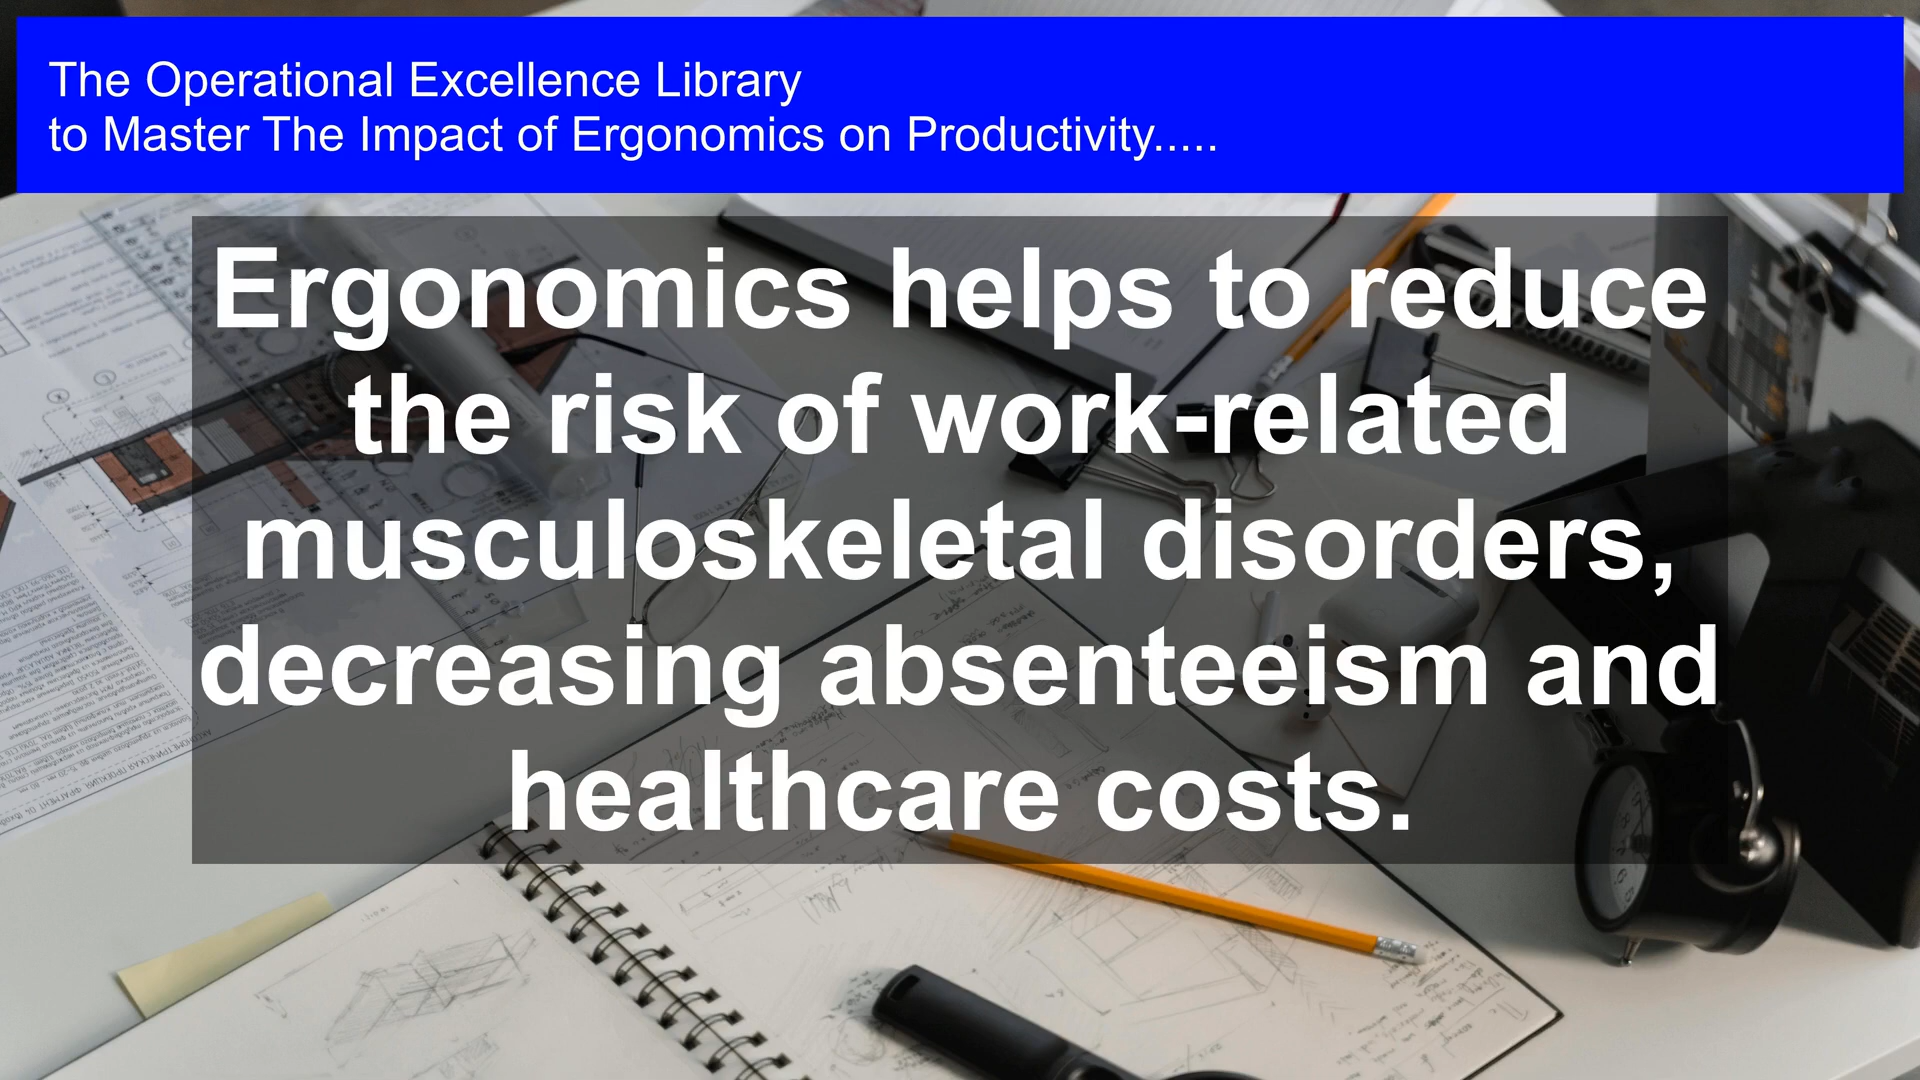 The Operational Excellence Library
to Master The Impact of Ergonomics on Productivity.....
Ergonomics helps to reduce
the risk of work-related
musculoskeletal disorders,
decreasing absenteeism and
healthcare costs.